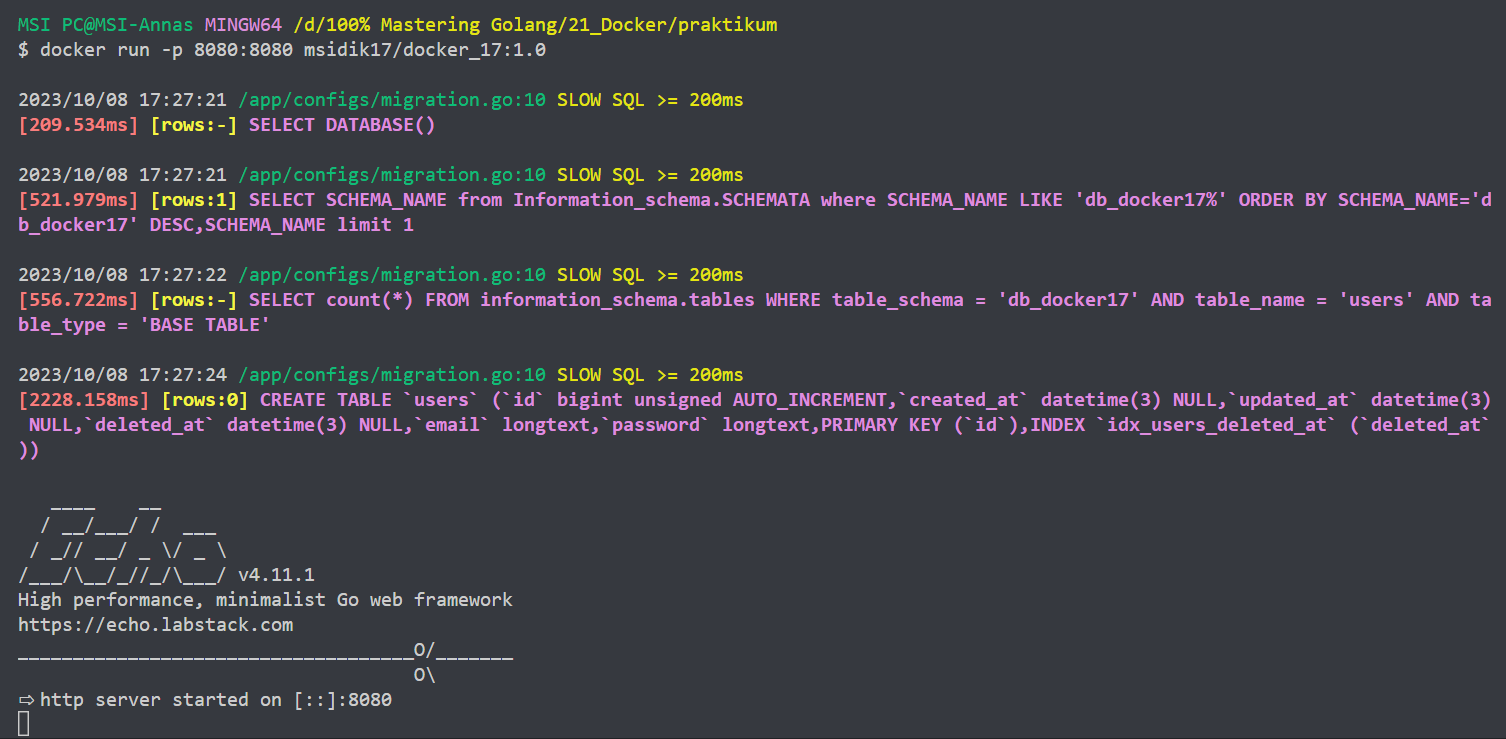 MSI PC@MSI-Annas MINGW64 /d/100% Mastering Golang/21_Docker/praktikum
$ docker run -p 8080:8080 msidik17/docker_17:1.0
2023/10/08 17:27:21 /app/configs/migration.go:10 SLOW SQL >= 200ms
[209.534ms] [rows:-] SELECT DATABASE()
2023/10/08 17:27:21 /app/configs/migration.go:10 SLOW SQL >= 200ms
[521.979ms] [rows:1] SELECT SCHEMA_NAME from Information_schema.SCHEMATA where SCHEMA_NAME LIKE 'db_docker17%' ORDER BY SCHEMA_NAME='d
b_docker17' DESC,SCHEMA_NAME limit 1
2023/10/08 17:27:22 /app/configs/migration.go:10 SLOW SQL >= 200ms
[556.722ms] [rows:-] SELECT count(*) FROM information_schema.tables WHERE table_schema = 'db_docker17' AND table_name = 'users' AND ta
ble_type = 'BASE TABLE'
2023/10/08 17:27:24 /app/configs/migration.go:10 SLOW SQL >= 200ms
[2228.158ms] [rows:0] CREATE TABLE `users` (`id` bigint unsigned AUTO_INCREMENT,`created_at` datetime(3) NULL,`updated_at` datetime(3)
 NULL,`deleted_at` datetime(3) NULL,`email` longtext,`password` longtext,PRIMARY KEY (`id`),INDEX `idx_users_deleted_at` (`deleted_at`
))
   ____    __
  / __/___/ /  ___
 / _// __/ _ \/ _ \
/___/\__/_//_/\___/ v4.11.1
High performance, minimalist Go web framework
https://echo.labstack.com
____________________________________O/_______
                                    O\
⇨ http server started on [::]:8080